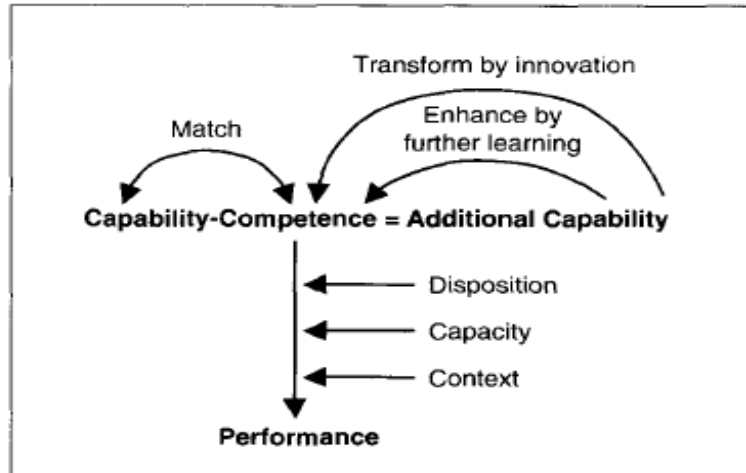 Transform by innovation
Enhance by
further learning
Match
Capability-Competence = Additional Capability
Disposition
Capacity
Context
Performance